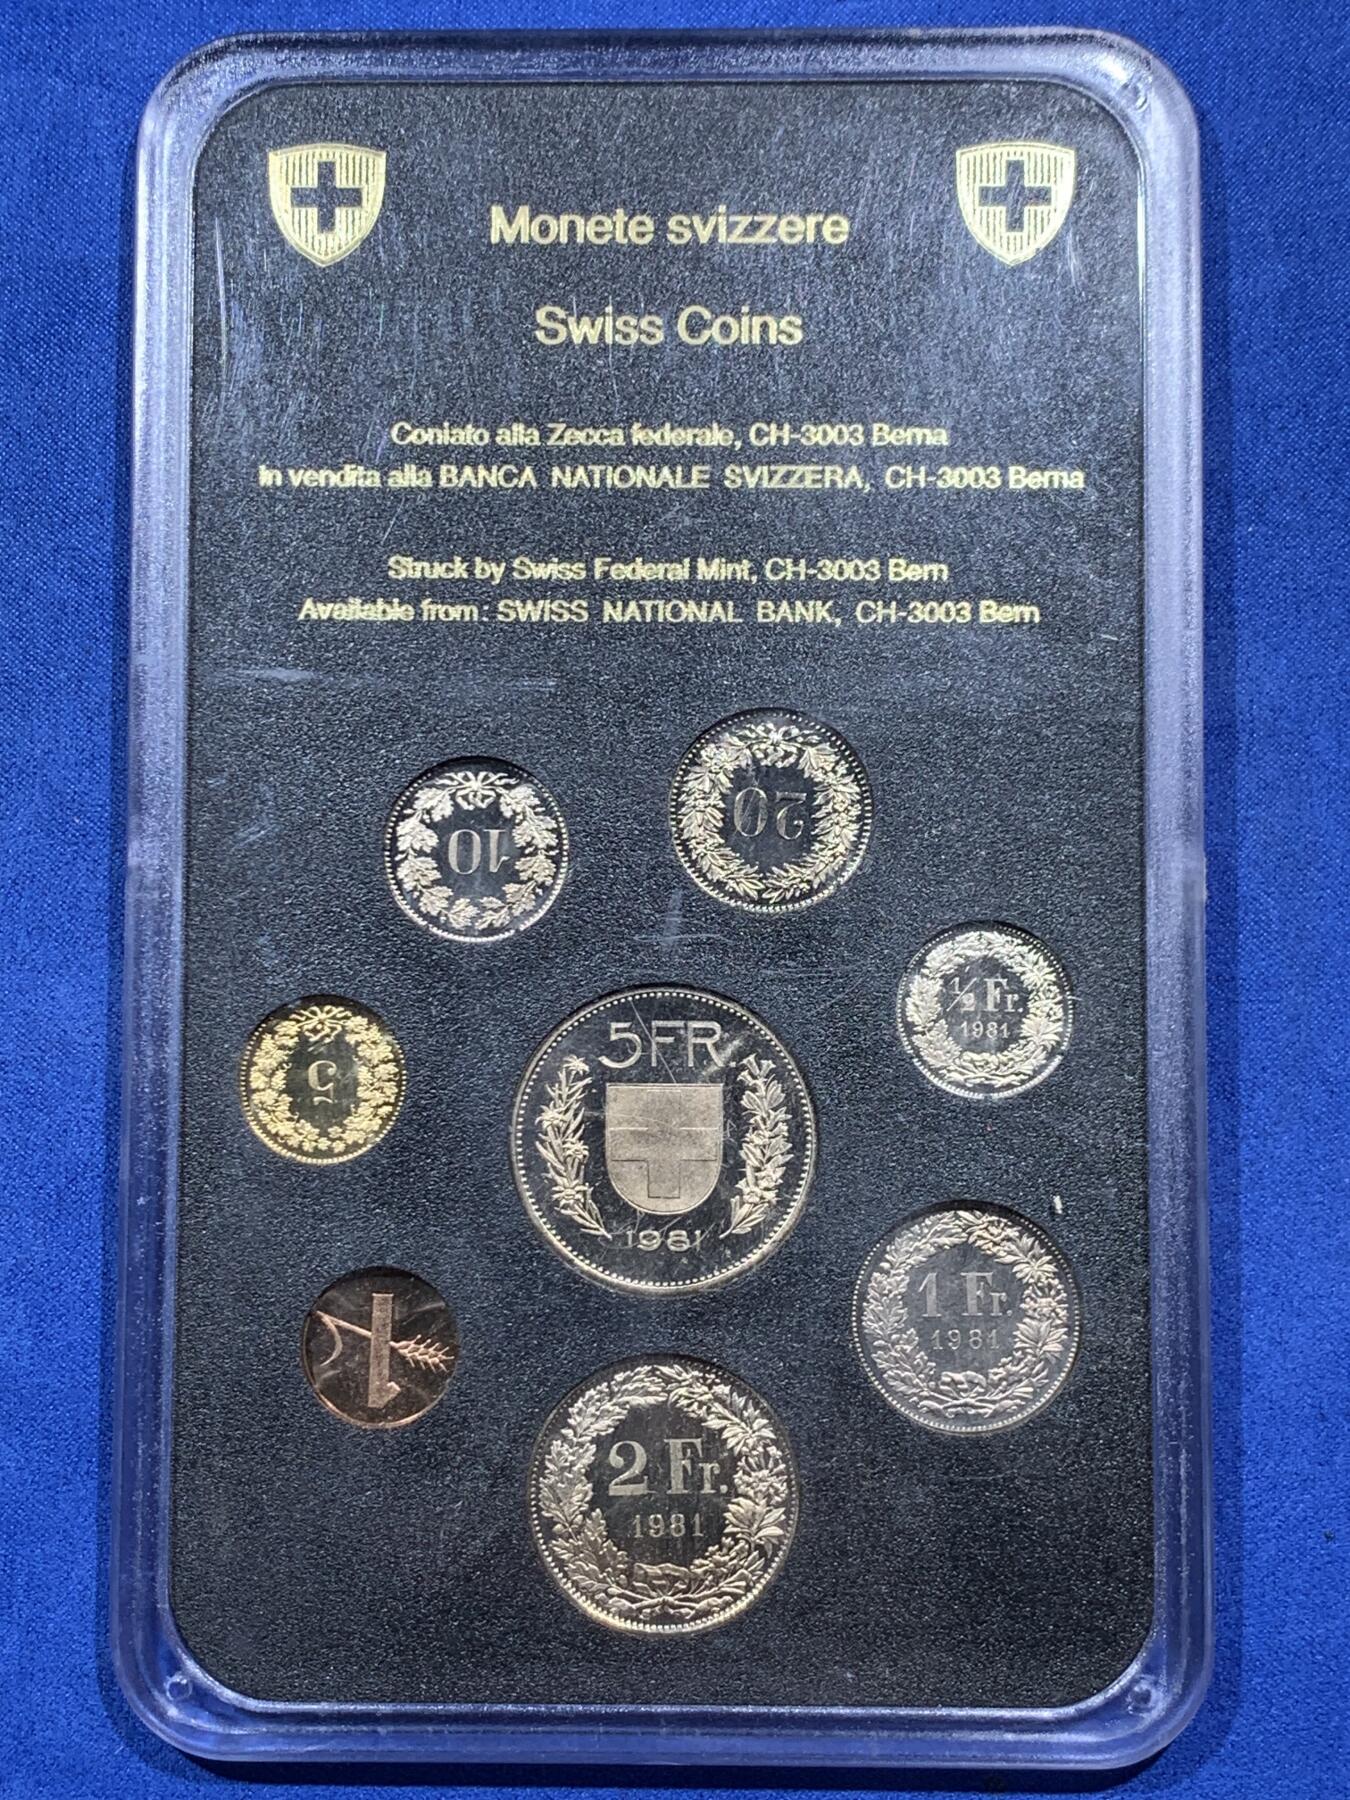 Monete svizzere
Swiss Coins
Coniato alla Zecca federale, CH-3003 Berna
In vendita alla BANCA NATIONALE SVIZZERA, CH-3003 Berna
Struck by Swiss Federal Mint, CH-3003 Bern
Available from: SWISS NATIONAL BANK, CH-3003 Bern
20
10
½ Fr.
1981
5
5 FR
1981
1 Fr.
1981
1
2 Fr.
1981